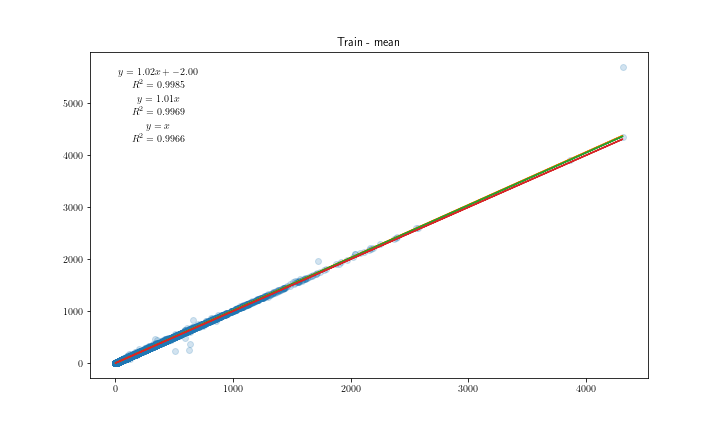 Train - mean
y = 1.02x + −2.00
R² = 0.9985
y = 1.01x
R² = 0.9969
y = x
R² = 0.9966
5000
4000
3000
2000
1000
0
0 1000 2000 3000 4000